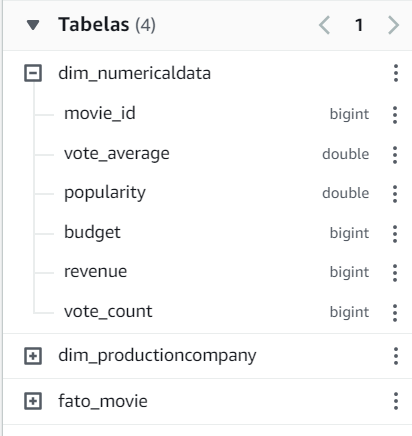 Tabelas (4) 1
dim_numericaldata
movie_id bigint
vote_average double
popularity double
budget bigint
revenue bigint
vote_count bigint
dim_productioncompany
fato_movie